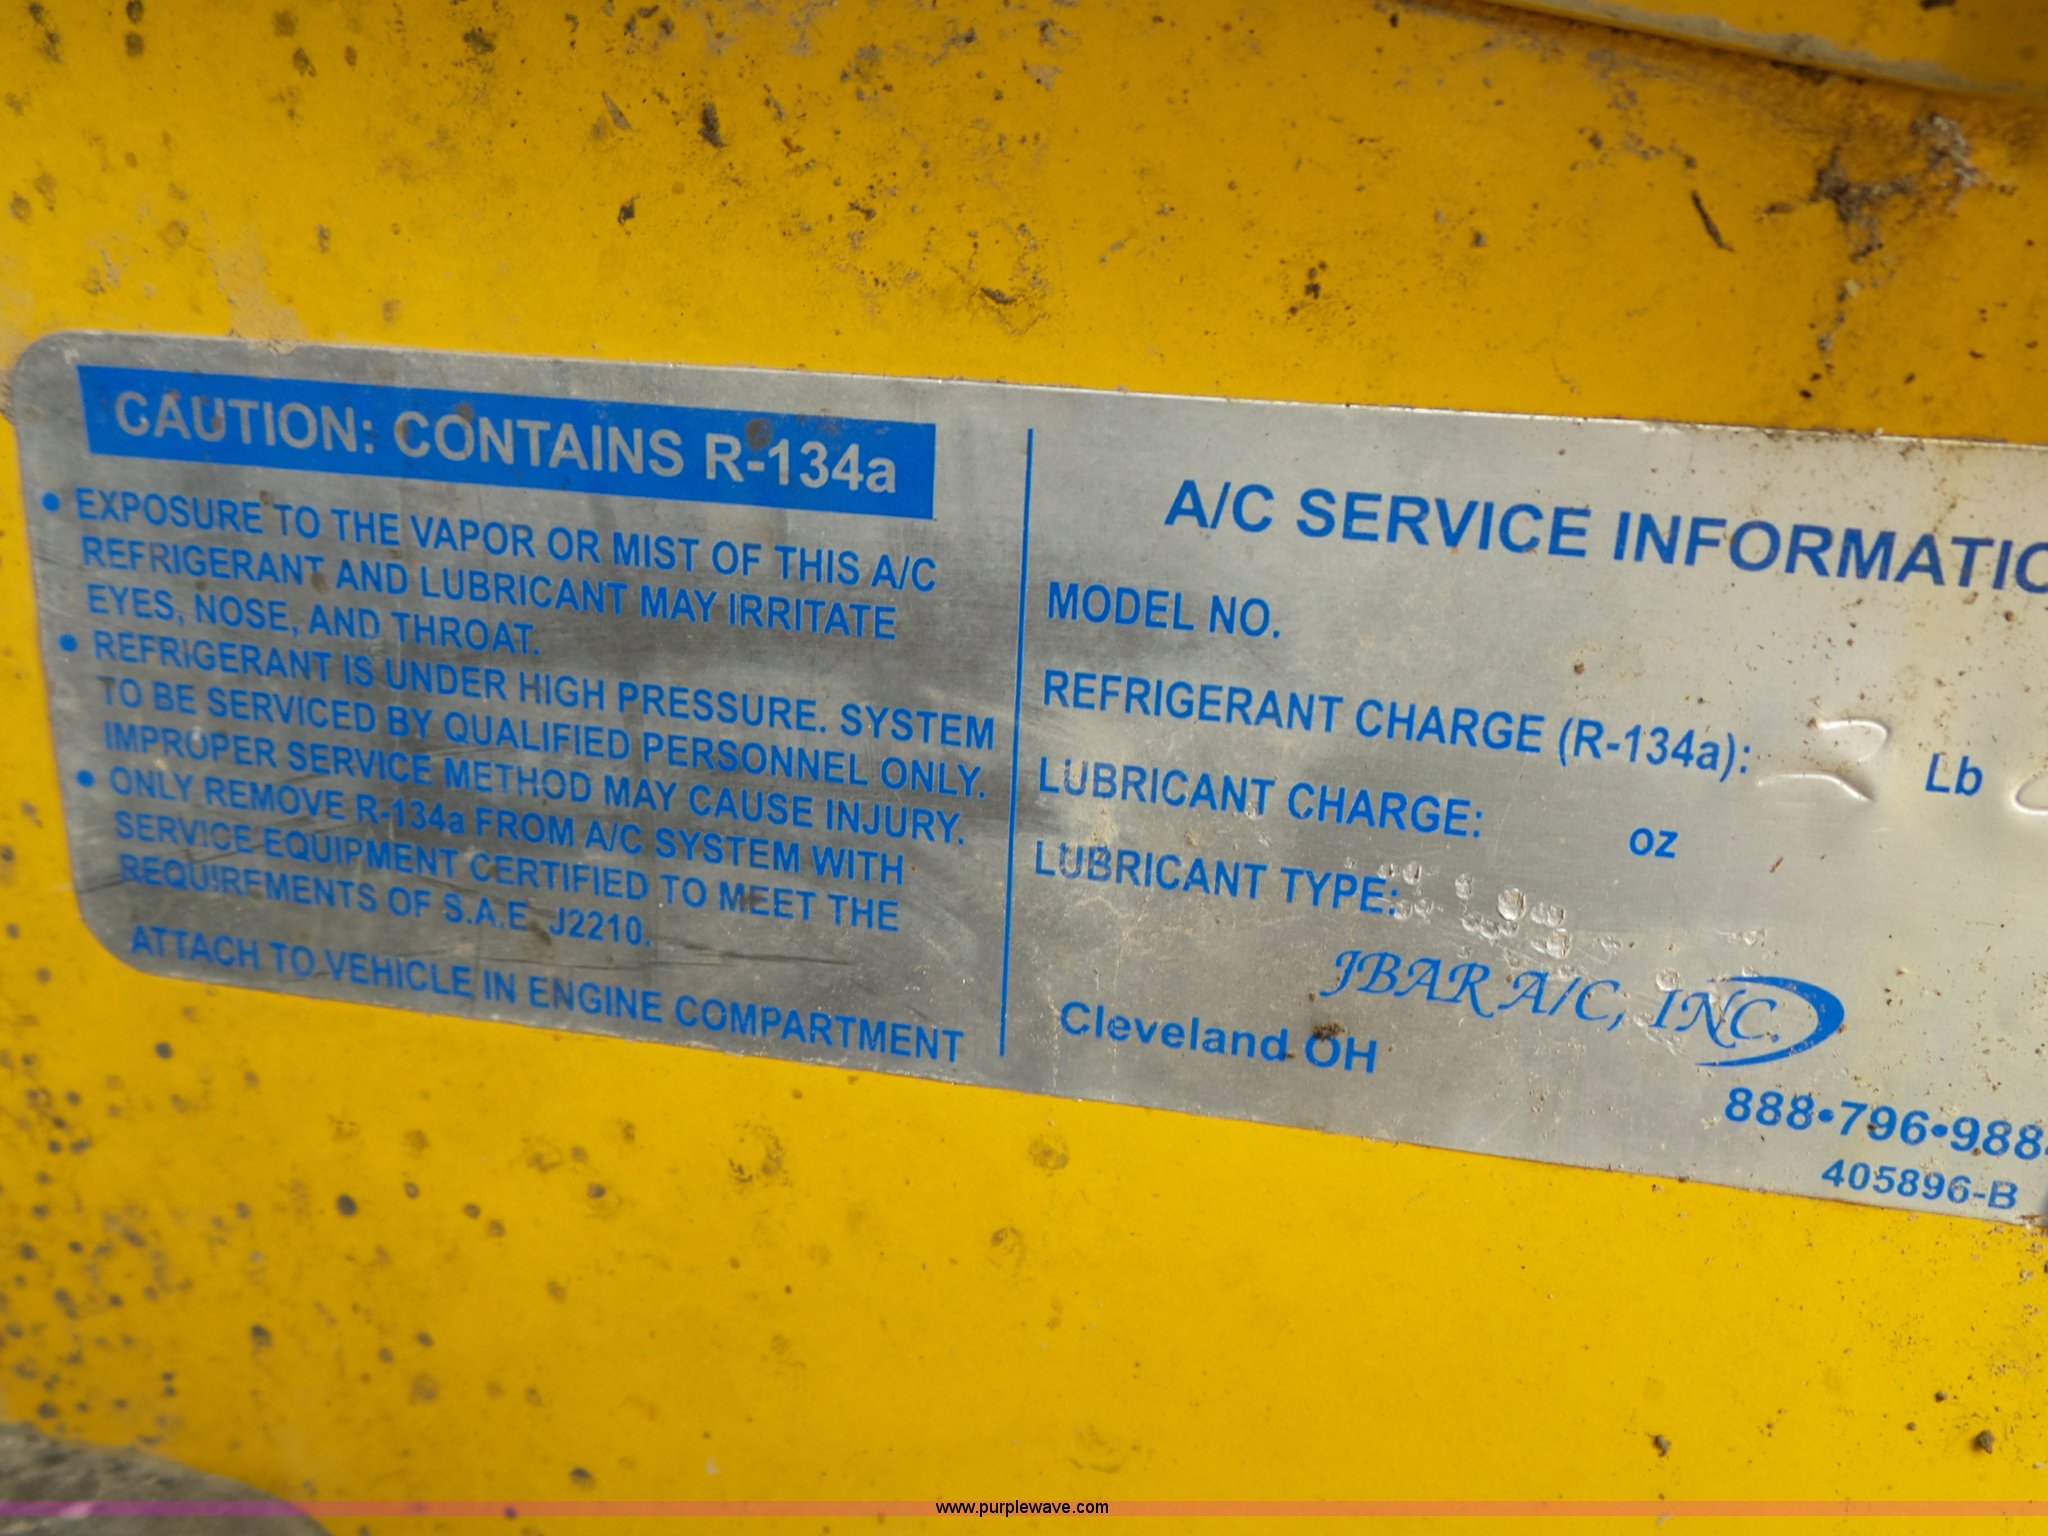 CAUTION: CONTAINS R-134a
• EXPOSURE TO THE VAPOR OR MIST OF THIS A/C
REFRIGERANT AND LUBRICANT MAY IRRITATE
EYES, NOSE, AND THROAT.
• REFRIGERANT IS UNDER HIGH PRESSURE. SYSTEM
TO BE SERVICED BY QUALIFIED PERSONNEL ONLY.
IMPROPER SERVICE METHOD MAY CAUSE INJURY.
• ONLY REMOVE R-134a FROM A/C SYSTEM WITH
SERVICE EQUIPMENT CERTIFIED TO MEET THE
REQUIREMENTS OF S.A.E. J2210.
ATTACH TO VEHICLE IN ENGINE COMPARTMENT
A/C SERVICE INFORMATIO
MODEL NO.
REFRIGERANT CHARGE (R-134a): 2 Lb
LUBRICANT CHARGE: oz
LUBRICANT TYPE:
JBAR A/C, INC.
Cleveland OH
888•796•988
405896-B
www.purplewave.com